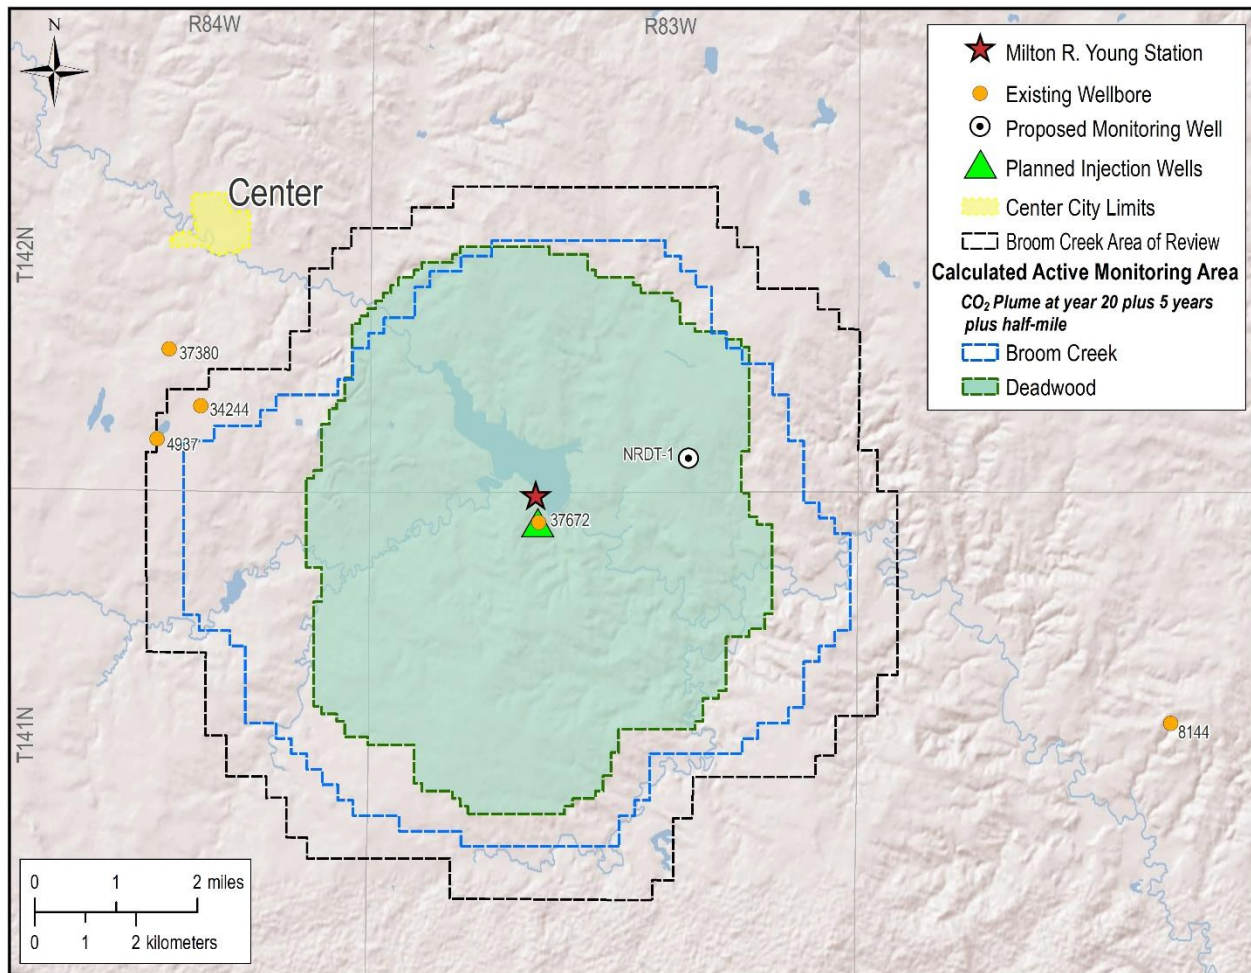 R84W
R83W
N
Milton R. Young Station
Existing Wellbore
Proposed Monitoring Well
Planned Injection Wells
Center City Limits
Broom Creek Area of Review
Calculated Active Monitoring Area
CO₂ Plume at year 20 plus 5 years
plus half-mile
Broom Creek
Deadwood
Center
T142N
37380
34244
4937
NRDT-1
37672
T141N
8144
0 1 2 miles
0 1 2 kilometers